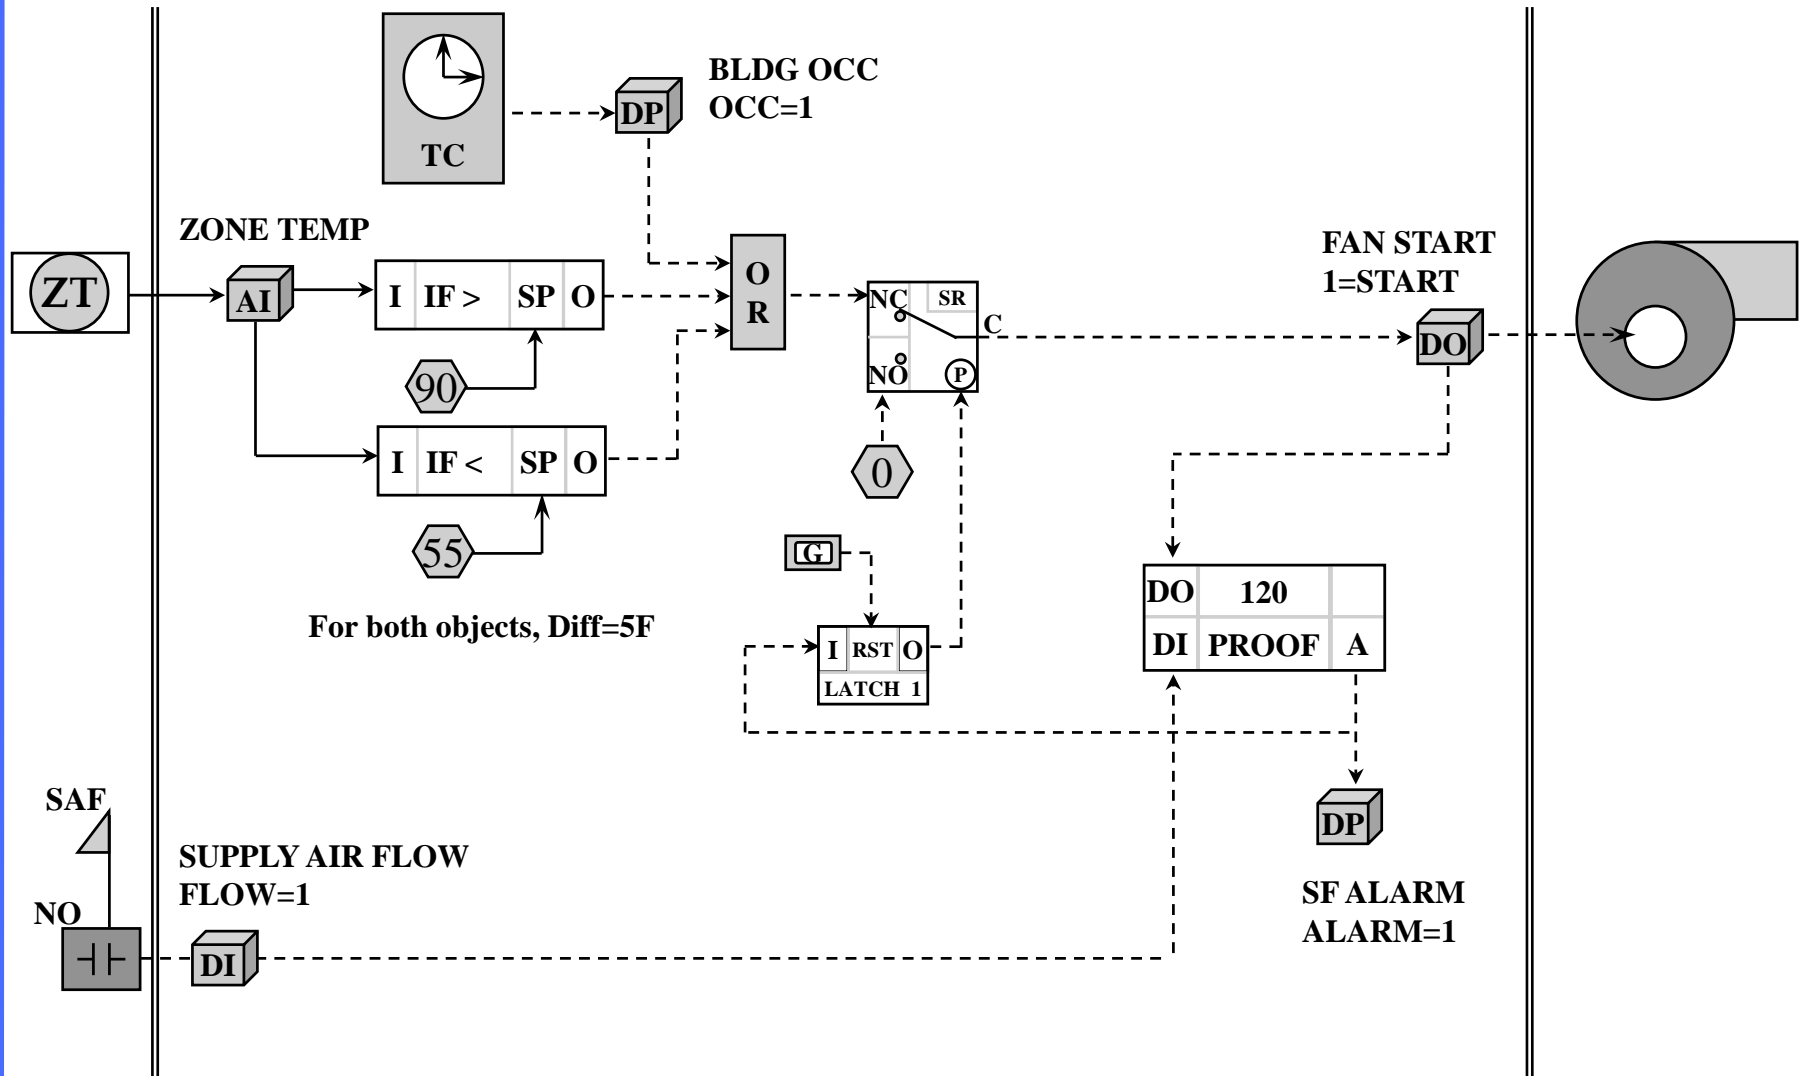 BLDG OCC
OCC=1
DP
TC
ZONE TEMP
ZT
AI
I IF > SP O
O
R
NC SR
C
NO P
FAN START
1=START
DO
90
I IF < SP O
0
55
G
For both objects, Diff=5F
I RST O
LATCH 1
DO 120
DI PROOF A
SAF
DP
SUPPLY AIR FLOW
FLOW=1
NO
SF ALARM
ALARM=1
DI